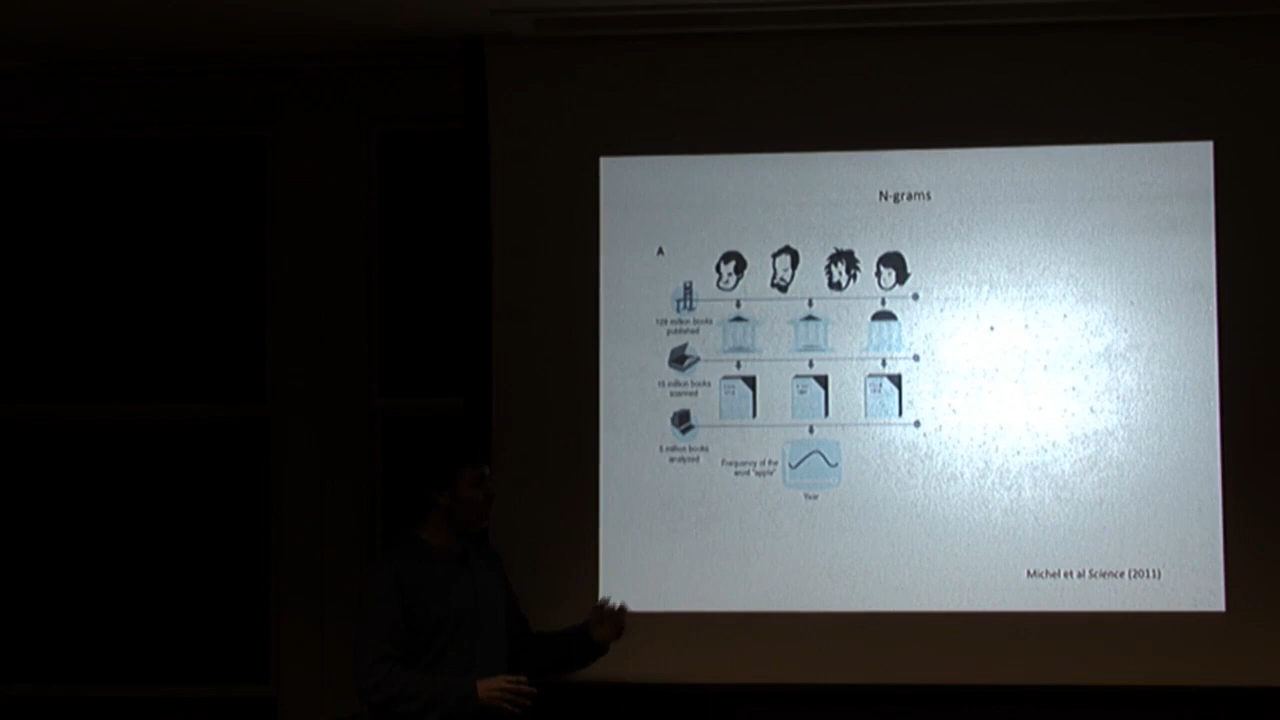 N-grams
A
129 million books
published
15 million books
scanned
5 million books
analyzed
Frequency of the
word "apple"
Year
Michel et al Science (2011)